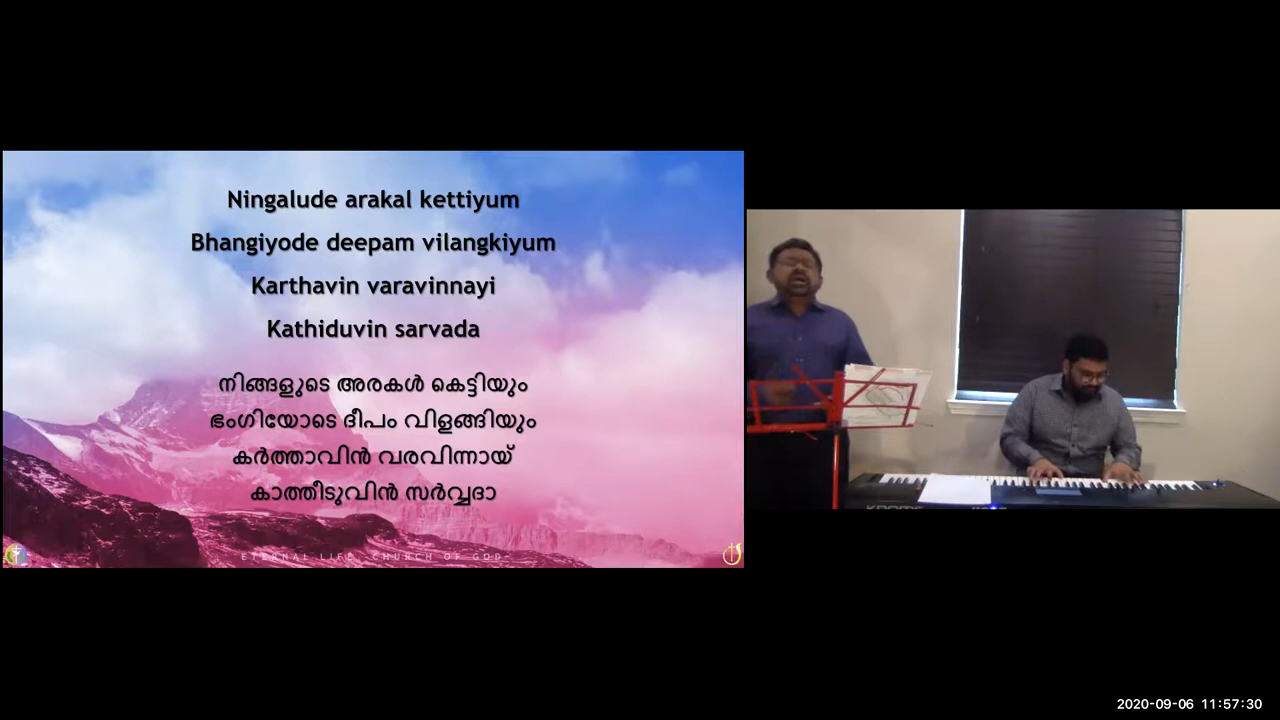 Ningalude arakal kettiyum
Bhangiyode deepam vilangkiyum
Karthavin varavinnayi
Kathiduvin sarvada
നിങ്ങളുടെ അരകൾ കെട്ടിയും
ഭംഗിയോടെ ദീപം വിളങ്ങിയും
കർത്താവിൻ വരവിന്നായ്
കാത്തീടുവിൻ സർവ്വദാ
ETERNAL LIFE CHURCH OF GOD
2020-09-06 11:57:30